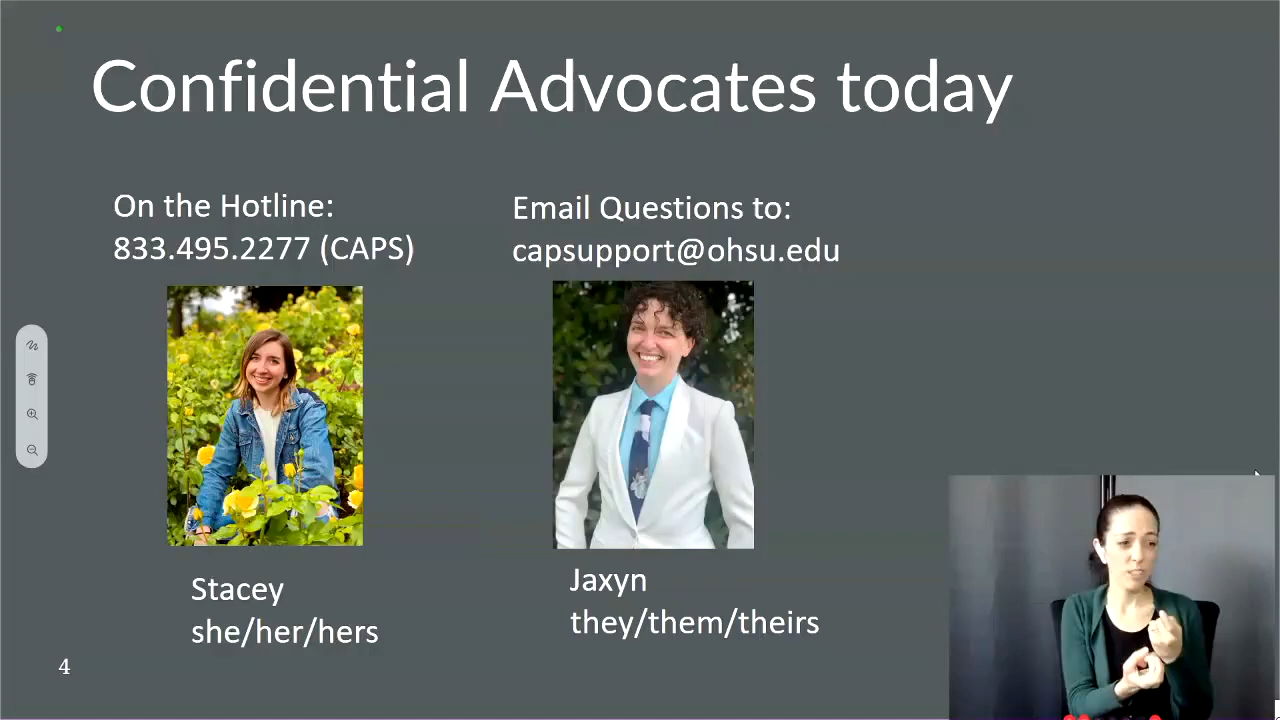 Confidential Advocates today
On the Hotline:
833.495.2277 (CAPS)
Email Questions to:
capsupport@ohsu.edu
Stacey
she/her/hers
Jaxyn
they/them/theirs
4